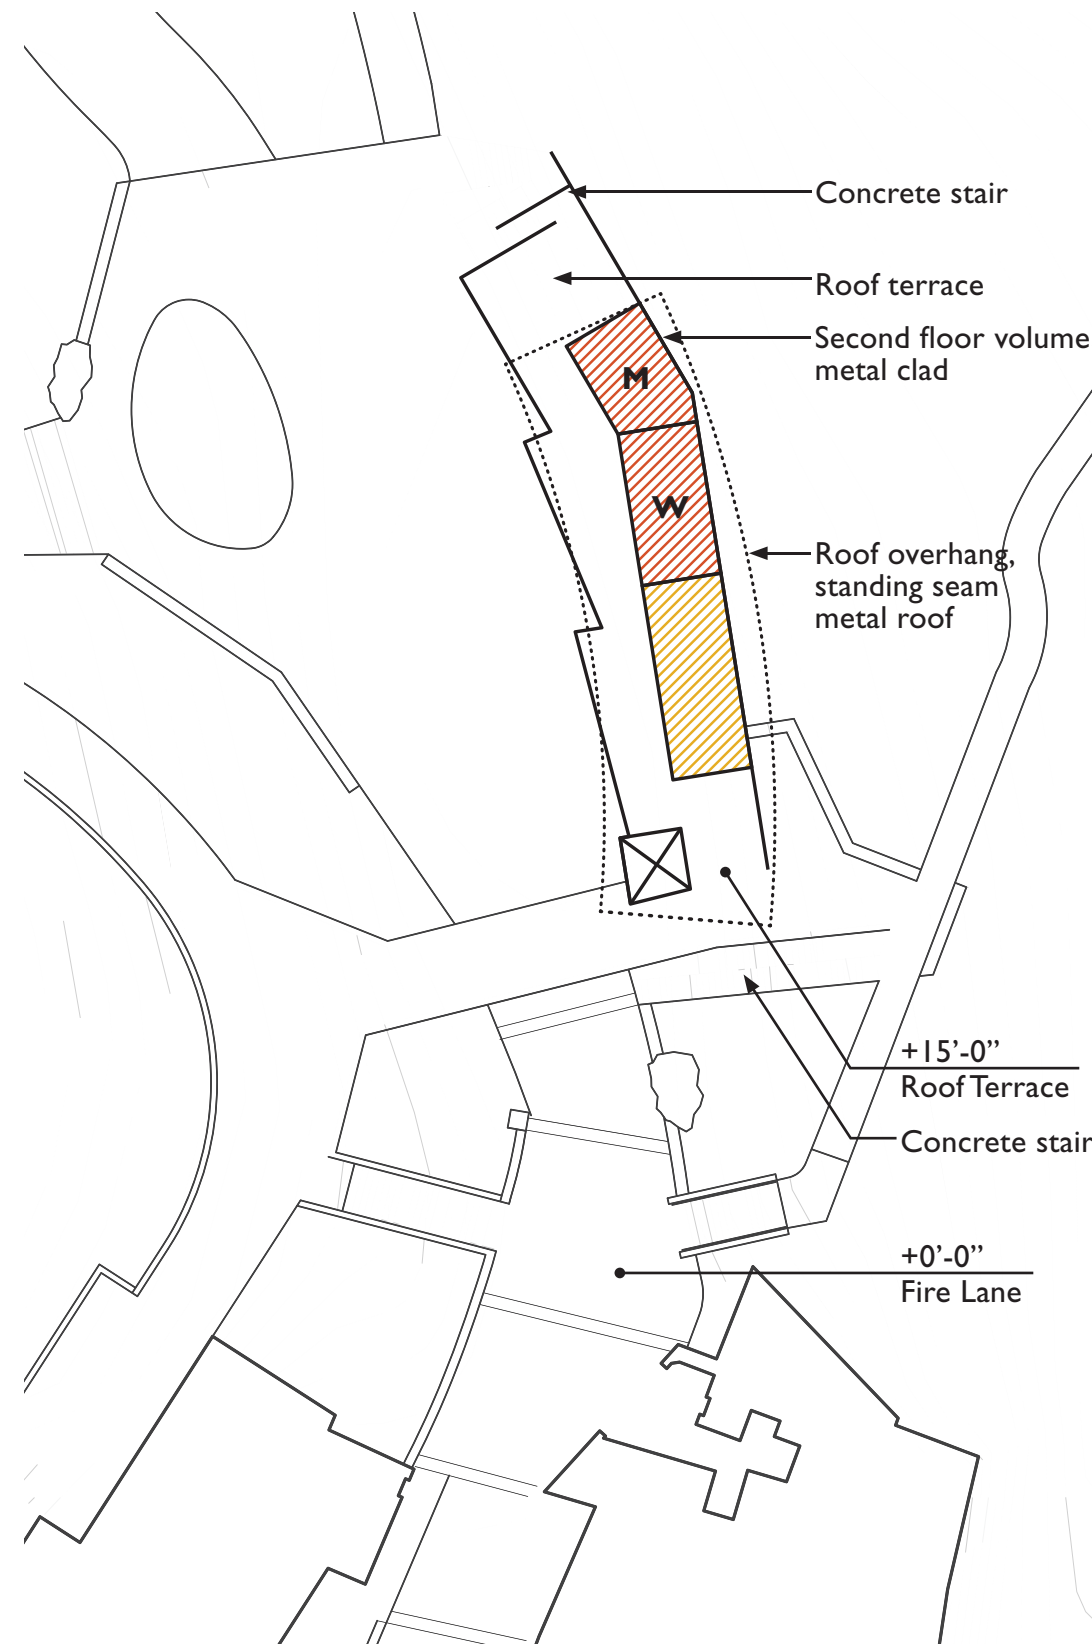 Concrete stair
Roof terrace
Second floor volume
metal clad
M
W
Roof overhang,
standing seam
metal roof
+15’-0”
Roof Terrace
Concrete stair
+0’-0”
Fire Lane